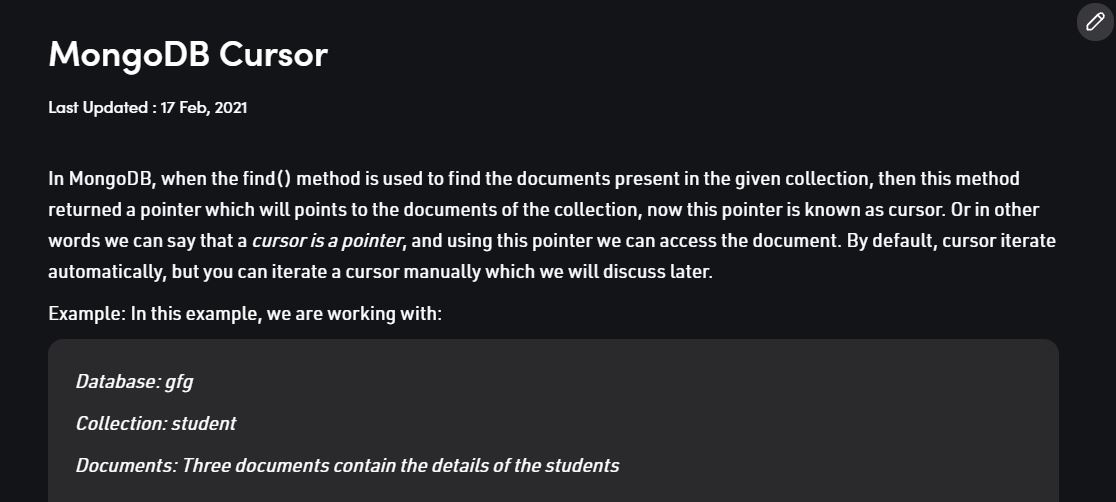 MongoDB Cursor
Last Updated : 17 Feb, 2021
In MongoDB, when the find() method is used to find the documents present in the given collection, then this method
returned a pointer which will points to the documents of the collection, now this pointer is known as cursor. Or in other
words we can say that a cursor is a pointer, and using this pointer we can access the document. By default, cursor iterate
automatically, but you can iterate a cursor manually which we will discuss later.
Example: In this example, we are working with:
Database: gfg
Collection: student
Documents: Three documents contain the details of the students